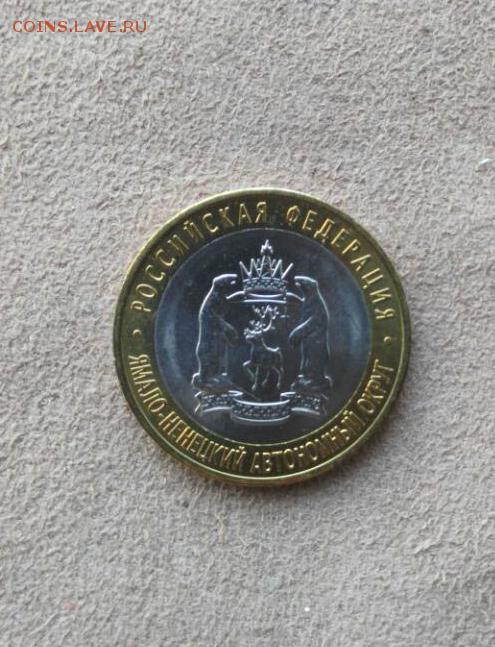 COINS.LAVE.RU
РОССИЙСКАЯ ФЕДЕРАЦИЯ
ЯМАЛО-НЕНЕЦКИЙ АВТОНОМНЫЙ ОКРУГ